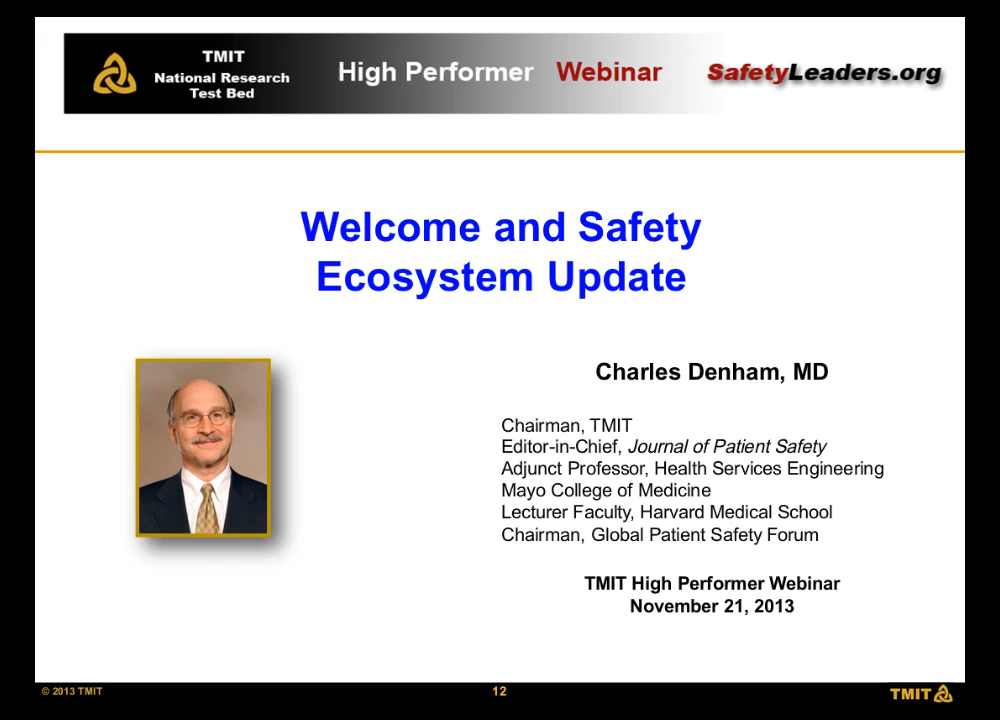 TMIT
National Research
Test Bed
High Performer Webinar
SafetyLeaders.org
Welcome and Safety
Ecosystem Update
Charles Denham, MD
Chairman, TMIT
Editor-in-Chief, Journal of Patient Safety
Adjunct Professor, Health Services Engineering
Mayo College of Medicine
Lecturer Faculty, Harvard Medical School
Chairman, Global Patient Safety Forum
TMIT High Performer Webinar
November 21, 2013
© 2013 TMIT
12
TMIT